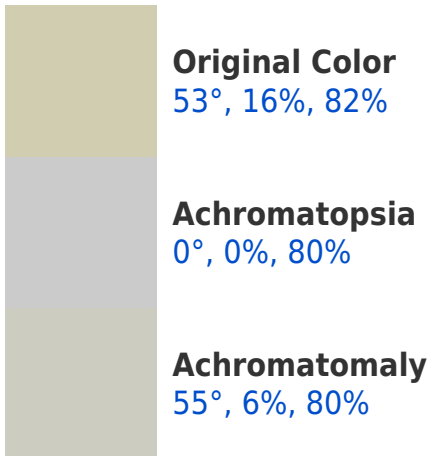 Original Color
53°, 16%, 82%
Achromatopsia
0°, 0%, 80%
Achromatomaly
55°, 6%, 80%